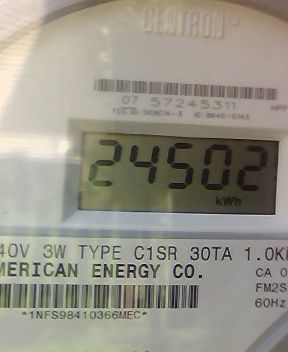 CENTRON®
07 57245311
24502
kWh
40V 3W TYPE C1SR 30TA 1.0K
MERICAN ENERGY CO.
CA 0
FM2S
60Hz
*1NFS98410366MEC*